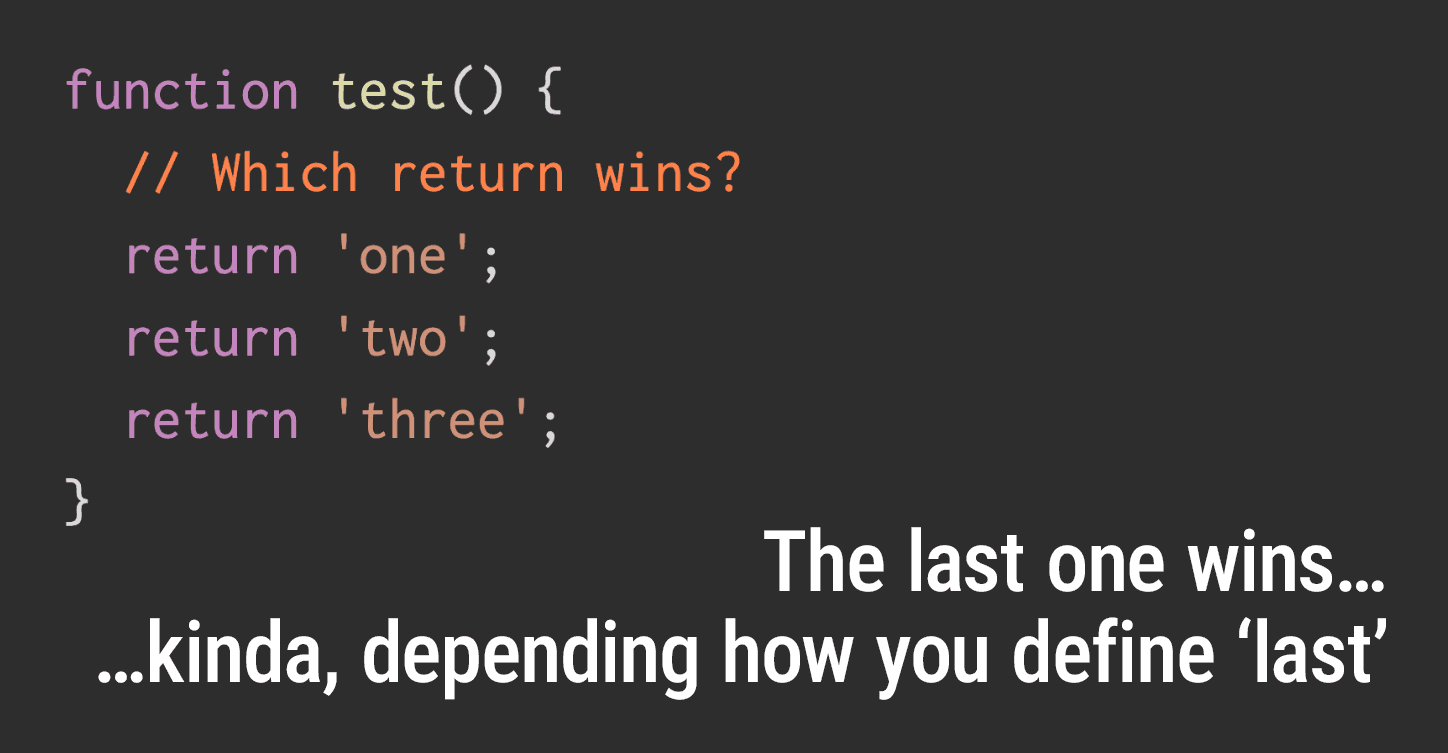 function test() {
// Which return wins?
return 'one';
return 'two';
return 'three';
}
The last one wins…
…kinda, depending how you define ‘last’